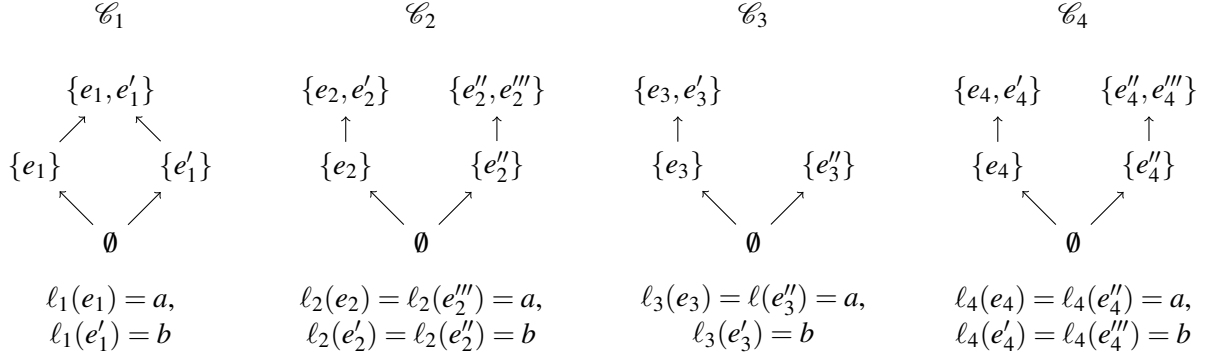 𝒞₁ 𝒞₂ 𝒞₃ 𝒞₄
{e₁, e′₁} {e₂, e′₂} {e″₂, e‴₂} {e₃, e′₃} {e₄, e′₄} {e″₄, e‴₄}
{e₁} {e′₁} {e₂} {e″₂} {e₃} {e″₃} {e₄} {e″₄}
∅ ∅ ∅ ∅
ℓ₁(e₁) = a, ℓ₂(e₂) = ℓ₂(e‴₂) = a, ℓ₃(e₃) = ℓ(e″₃) = a, ℓ₄(e₄) = ℓ₄(e″₄) = a,
ℓ₁(e′₁) = b ℓ₂(e′₂) = ℓ₂(e″₂) = b ℓ₃(e′₃) = b ℓ₄(e′₄) = ℓ₄(e‴₄) = b